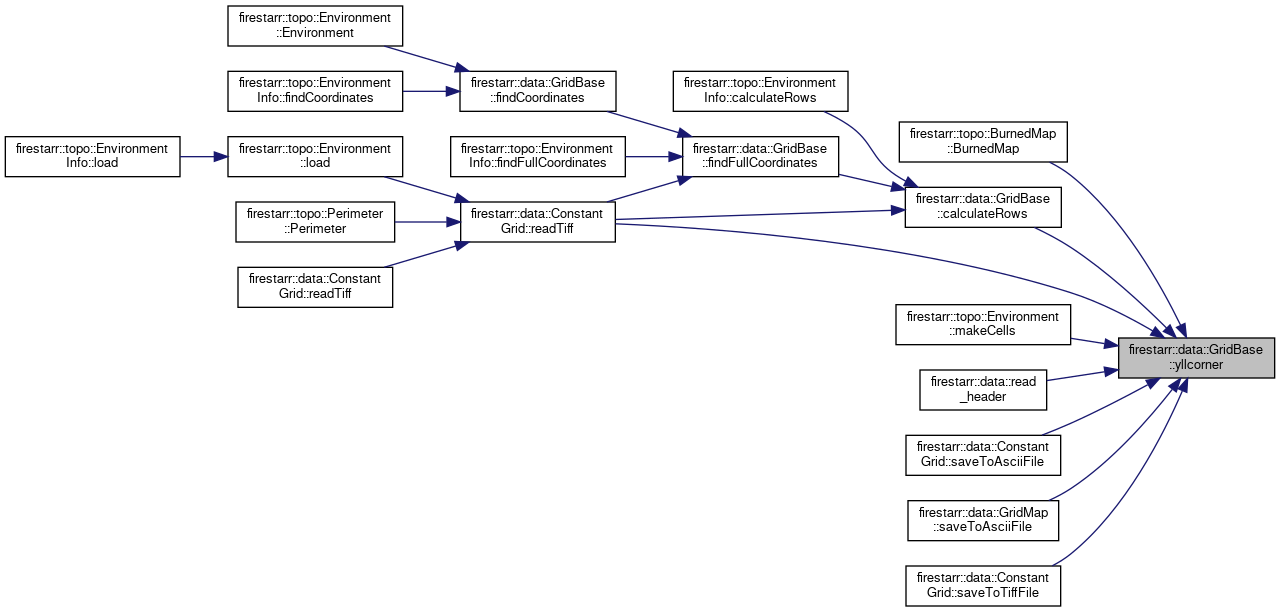 firestarr::topo::Environment
::Environment
firestarr::topo::Environment
Info::findCoordinates
firestarr::data::GridBase
::findCoordinates
firestarr::topo::Environment
Info::calculateRows
firestarr::topo::BurnedMap
::BurnedMap
firestarr::topo::Environment
Info::load
firestarr::topo::Environment
::load
firestarr::topo::Environment
Info::findFullCoordinates
firestarr::data::GridBase
::findFullCoordinates
firestarr::data::GridBase
::calculateRows
firestarr::topo::Perimeter
::Perimeter
firestarr::data::Constant
Grid::readTiff
firestarr::data::Constant
Grid::readTiff
firestarr::topo::Environment
::makeCells
firestarr::data::GridBase
::yllcorner
firestarr::data::read
_header
firestarr::data::Constant
Grid::saveToAsciiFile
firestarr::data::GridMap
::saveToAsciiFile
firestarr::data::Constant
Grid::saveToTiffFile